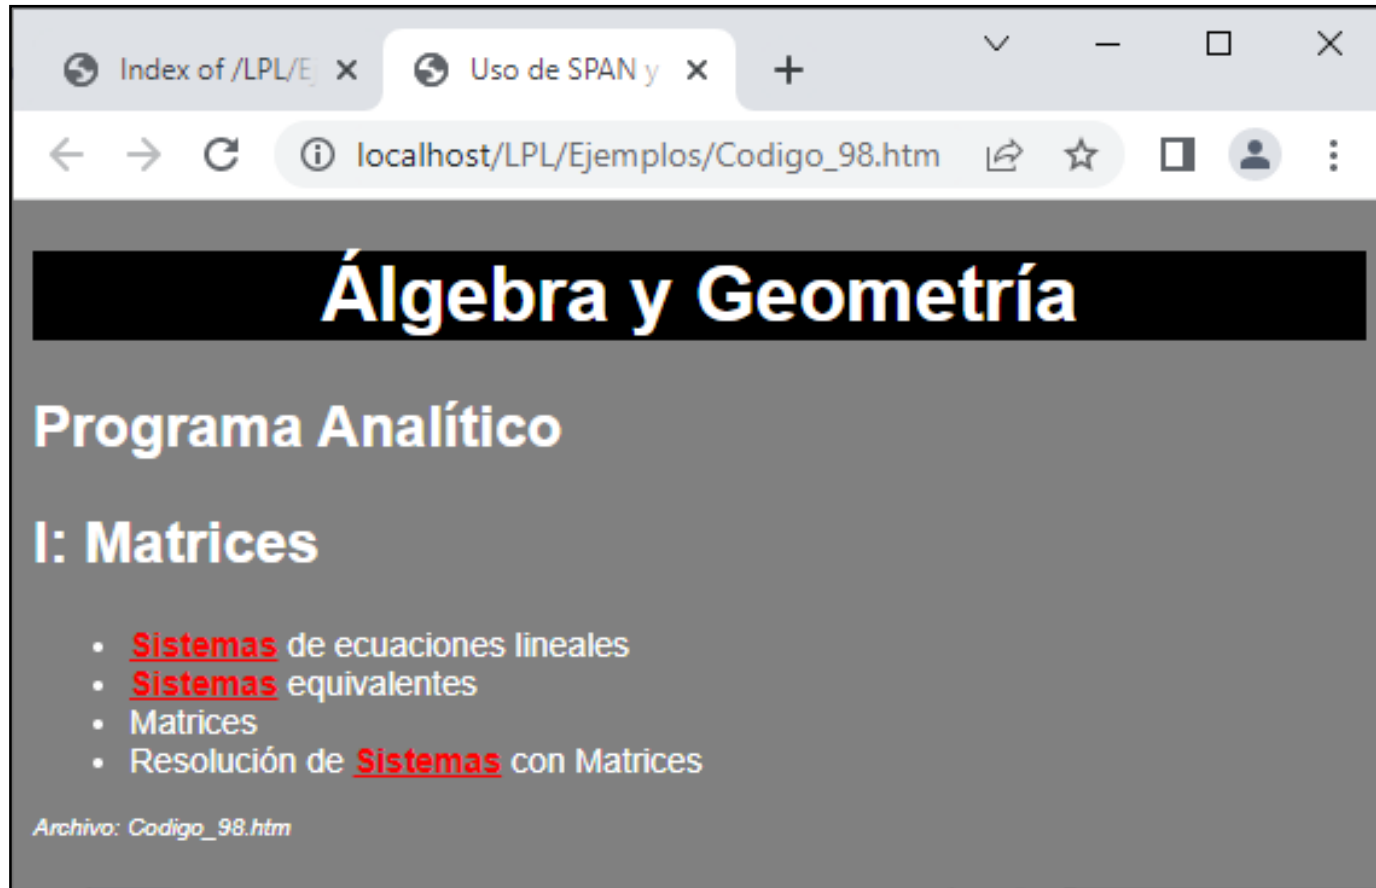 Index of /LPL/Ej
Uso de SPAN y
localhost/LPL/Ejemplos/Codigo_98.htm
Álgebra y Geometría
Programa Analítico
I: Matrices
Sistemas de ecuaciones lineales
Sistemas equivalentes
Matrices
Resolución de Sistemas con Matrices
Archivo: Codigo_98.htm